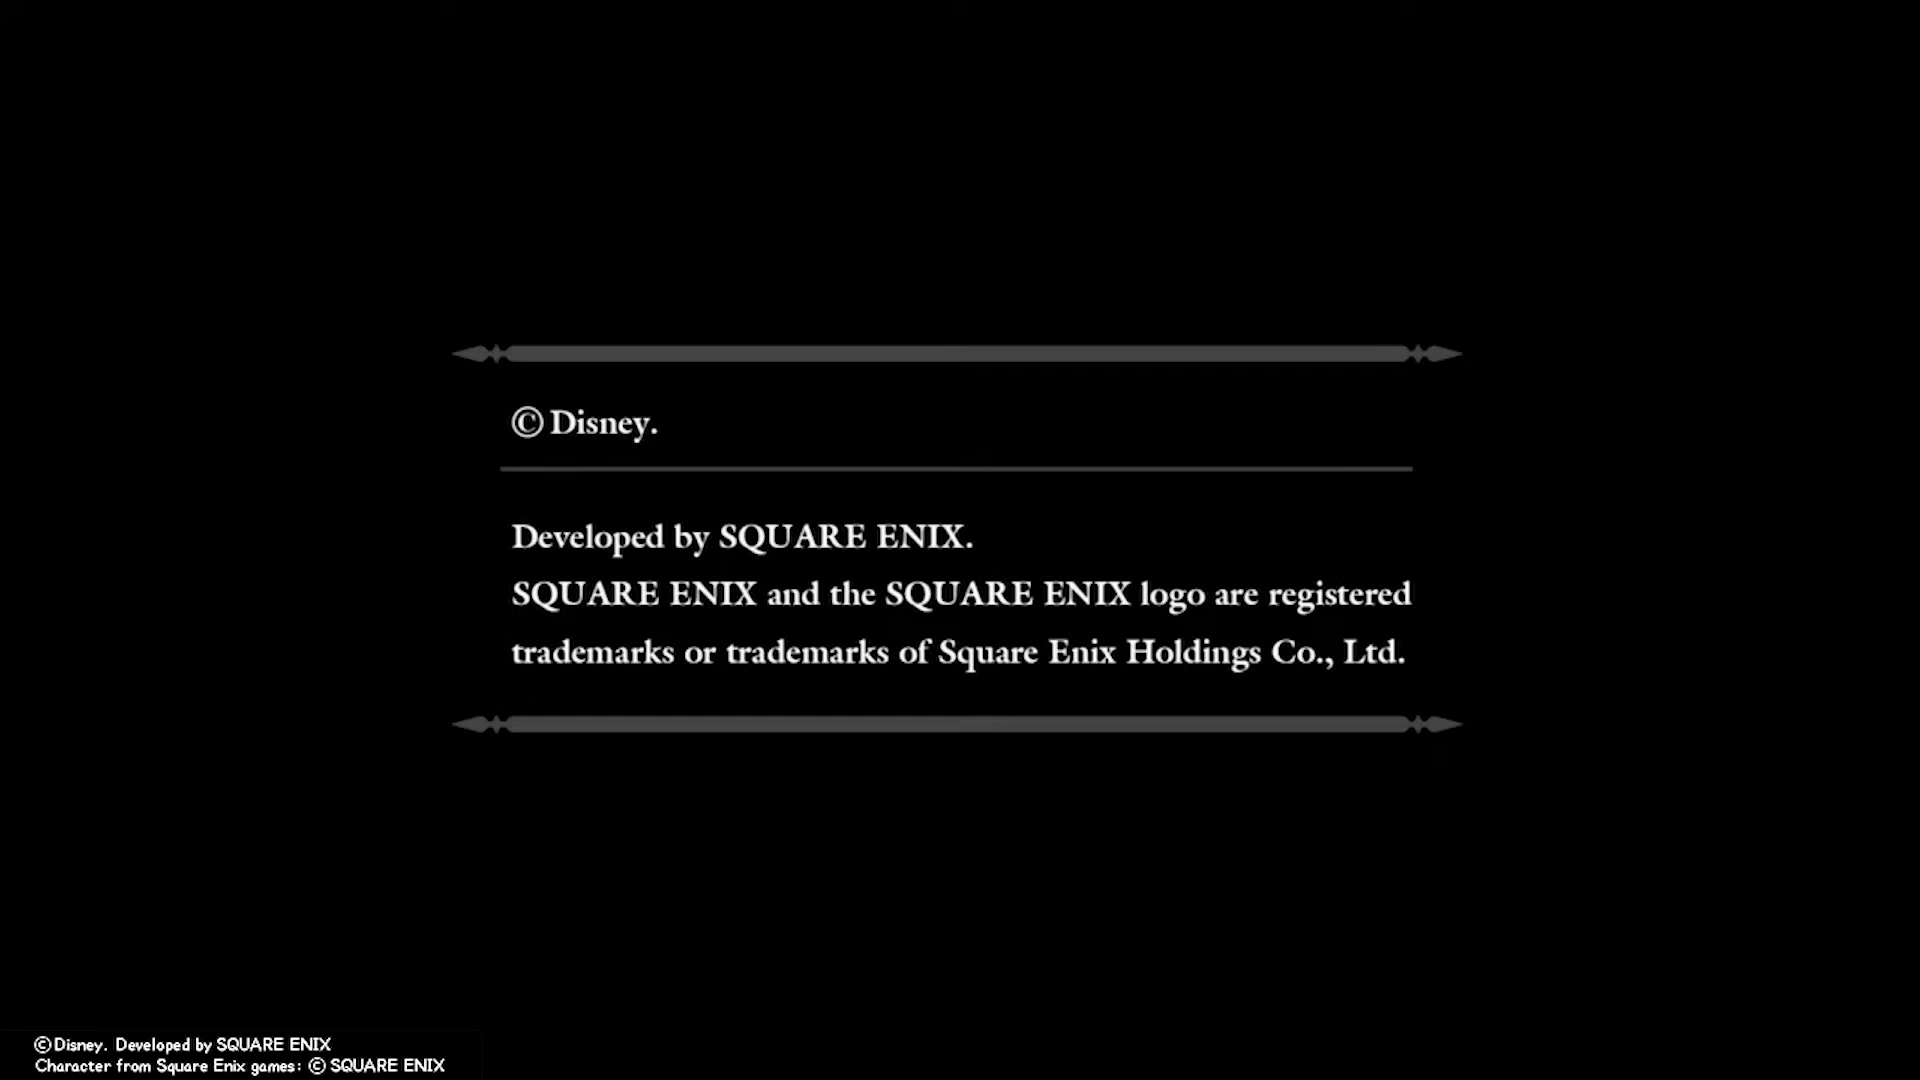 © Disney.
Developed by SQUARE ENIX.
SQUARE ENIX and the SQUARE ENIX logo are registered
trademarks or trademarks of Square Enix Holdings Co., Ltd.
©Disney. Developed by SQUARE ENIX
Character from Square Enix games: © SQUARE ENIX